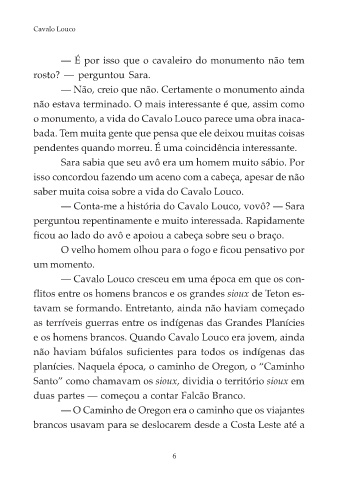 Cavalo Louco
— É por isso que o cavaleiro do monumento não tem
rosto? — perguntou Sara.
— Não, creio que não. Certamente o monumento ainda
não estava terminado. O mais interessante é que, assim como
o monumento, a vida do Cavalo Louco parece uma obra inaca-
bada. Tem muita gente que pensa que ele deixou muitas coisas
pendentes quando morreu. É uma coincidência interessante.
Sara sabia que seu avô era um homem muito sábio. Por
isso concordou fazendo um aceno com a cabeça, apesar de não
saber muita coisa sobre a vida do Cavalo Louco.
— Conta-me a história do Cavalo Louco, vovô? — Sara
perguntou repentinamente e muito interessada. Rapidamente
ficou ao lado do avô e apoiou a cabeça sobre seu o braço.
O velho homem olhou para o fogo e ficou pensativo por
um momento.
— Cavalo Louco cresceu em uma época em que os con-
flitos entre os homens brancos e os grandes sioux de Teton es-
tavam se formando. Entretanto, ainda não haviam começado
as terríveis guerras entre os indígenas das Grandes Planícies
e os homens brancos. Quando Cavalo Louco era jovem, ainda
não haviam búfalos suficientes para todos os indígenas das
planícies. Naquela época, o caminho de Oregon, o “Caminho
Santo” como chamavam os sioux, dividia o território sioux em
duas partes — começou a contar Falcão Branco.
— O Caminho de Oregon era o caminho que os viajantes
brancos usavam para se deslocarem desde a Costa Leste até a
6